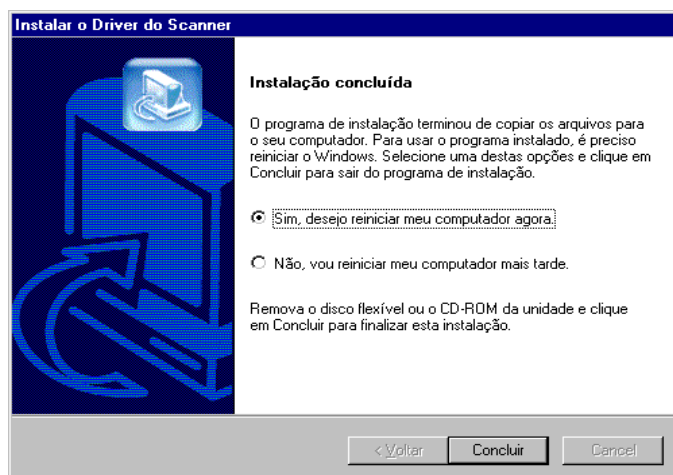 Instalar o Driver do Scanner
Instalação concluída
O programa de instalação terminou de copiar os arquivos para
o seu computador. Para usar o programa instalado, é preciso
reiniciar o Windows. Selecione uma destas opções e clique em
Concluir para sair do programa de instalação.
Sim, desejo reiniciar meu computador agora.
Não, vou reiniciar meu computador mais tarde.
Remova o disco flexível ou o CD-ROM da unidade e clique
em Concluir para finalizar esta instalação.
< Voltar Concluir Cancel